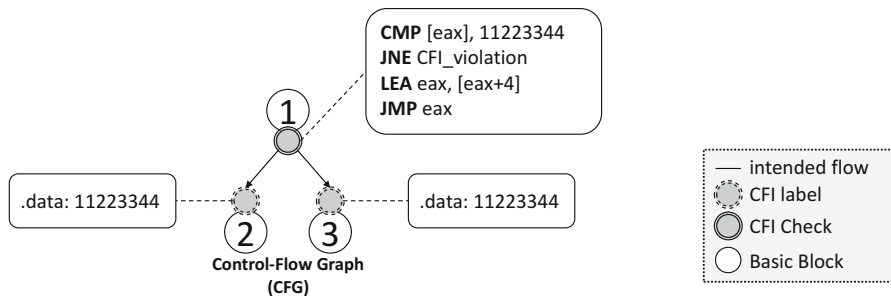 CMP [eax], 11223344
JNE CFI_violation
LEA eax, [eax+4]
JMP eax
1
.data: 11223344
.data: 11223344
2
3
Control-Flow Graph
(CFG)
intended flow
CFI label
CFI Check
Basic Block